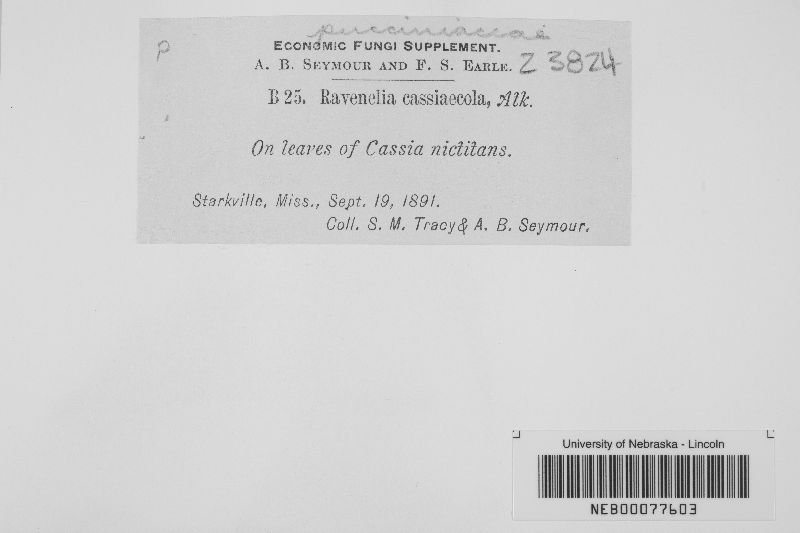 pucciniaceae
P
ECONOMIC FUNGI SUPPLEMENT.
A. B. SEYMOUR AND F. S. EARLE. Z 3824
B 25. Ravenelia cassiaecola, Atk.
On leaves of Cassia nictitans.
Starkville, Miss., Sept. 19, 1891.
Coll. S. M. Tracy & A. B. Seymour.
University of Nebraska - Lincoln
NEB00077603